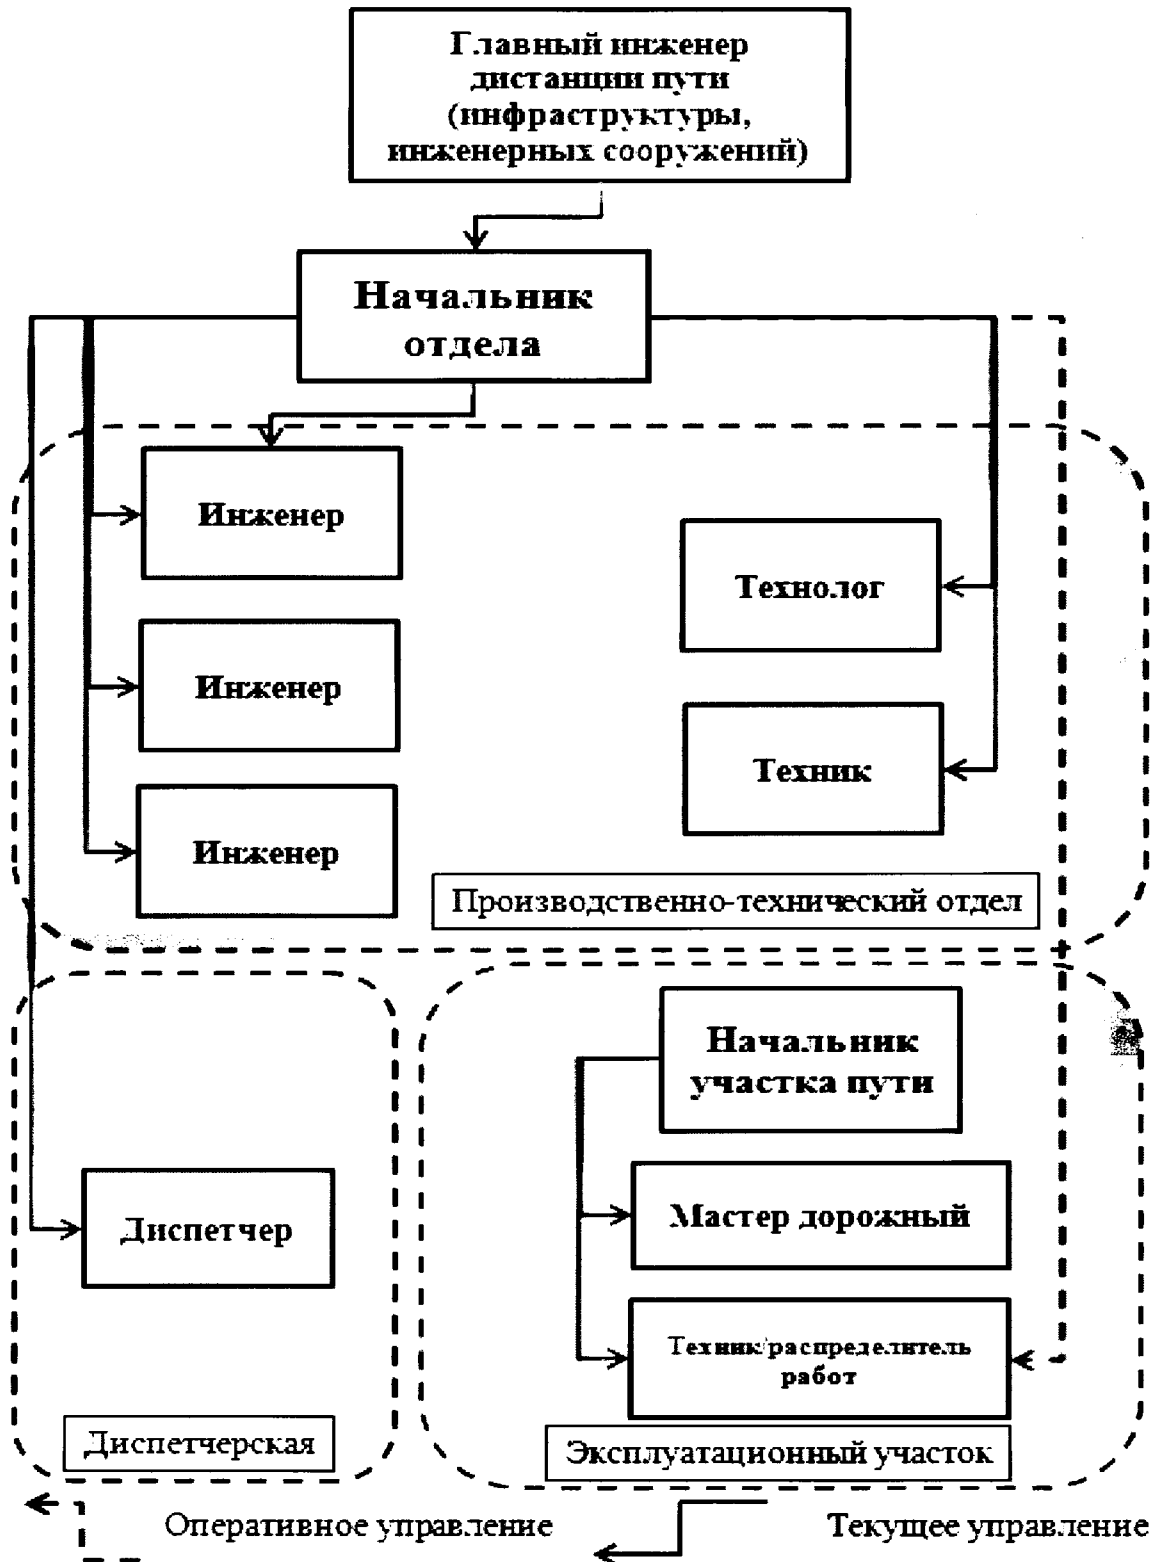 Главный инженер
дистанции пути
(инфраструктуры,
инженерных сооружений)
Начальник
отдела
Инженер
Технолог
Инженер
Техник
Инженер
Производственно-технический отдел
Начальник
участка пути
Мастер дорожный
Диспетчер
Техник/распределитель
работ
Диспетчерская
Эксплуатационный участок
Оперативное управление
Текущее управление